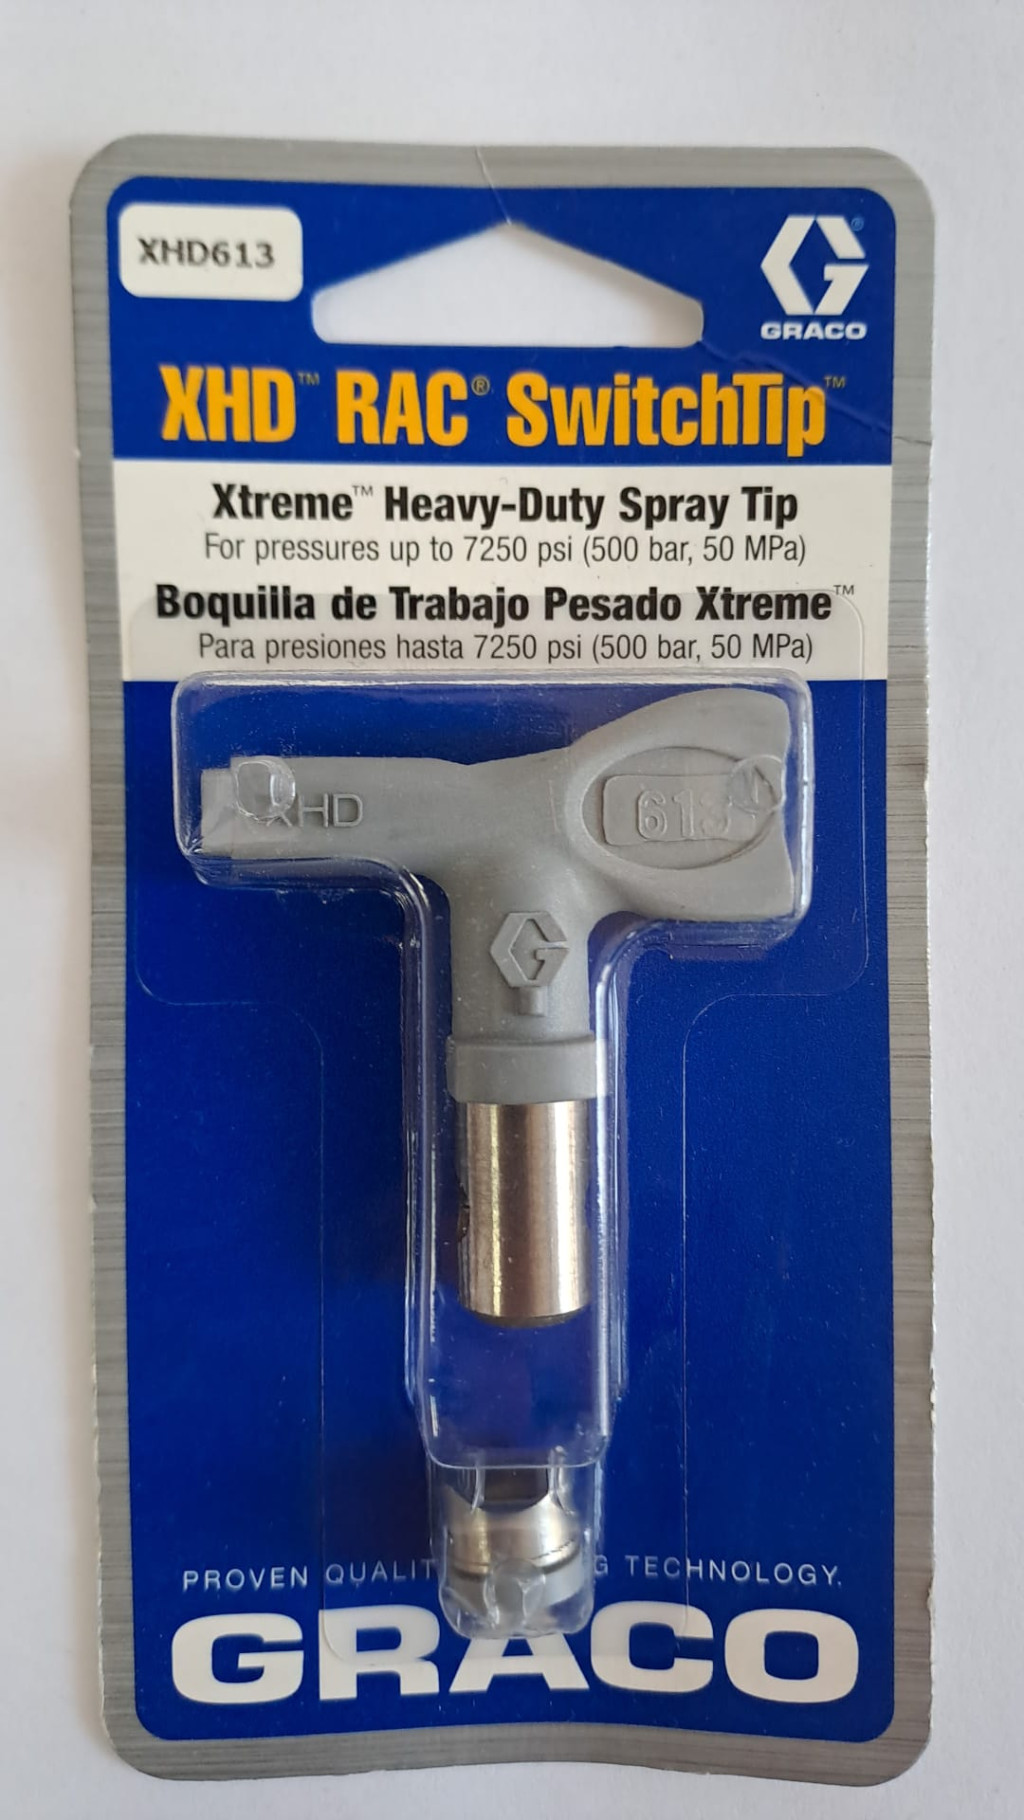 XHD613
GRACO
XHD™ RAC® SwitchTip™
Xtreme™ Heavy-Duty Spray Tip
For pressures up to 7250 psi (500 bar, 50 MPa)
Boquilla de Trabajo Pesado Xtreme™
Para presiones hasta 7250 psi (500 bar, 50 MPa)
XHD
613
PROVEN QUALIT G TECHNOLOGY.
GRACO